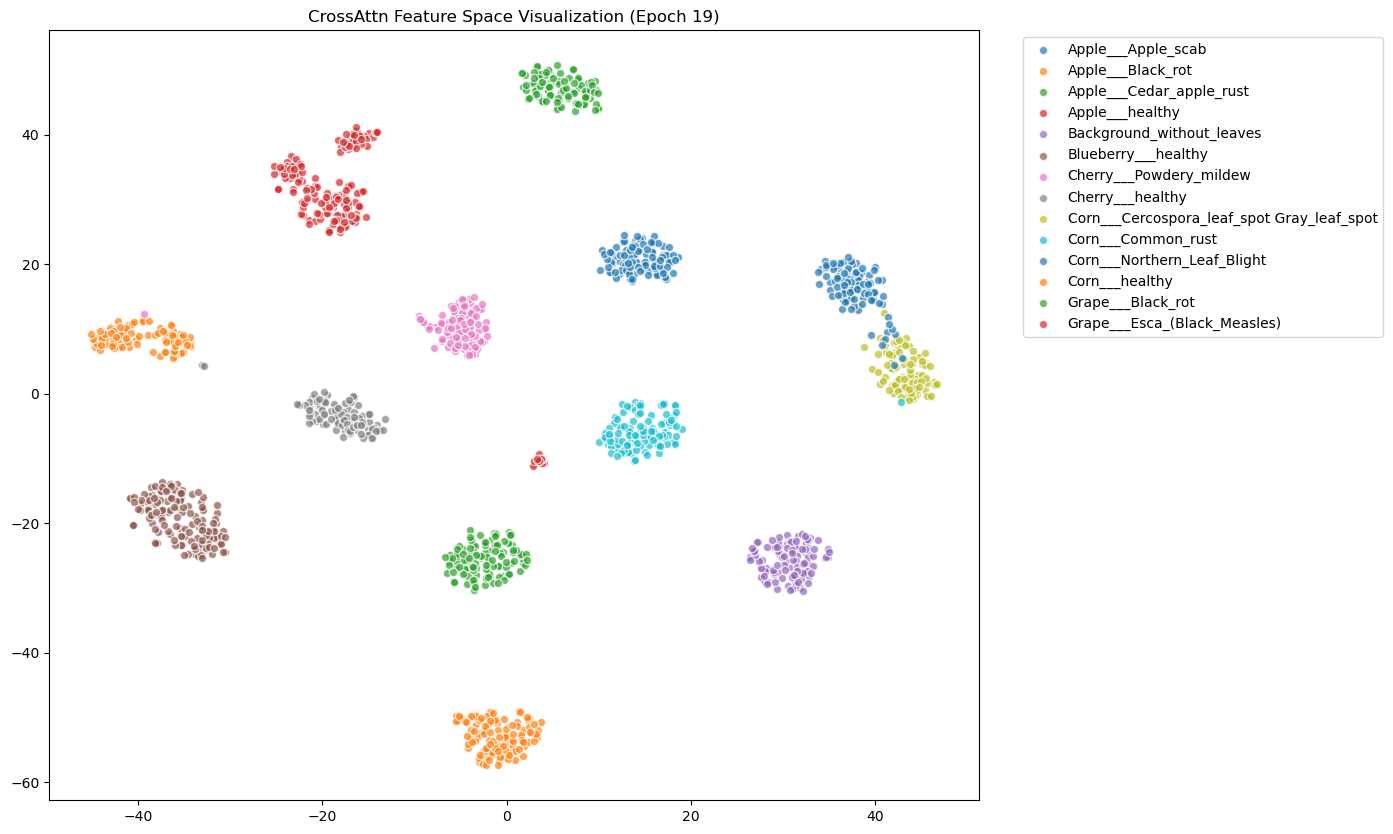 CrossAttn Feature Space Visualization (Epoch 19)
Apple___Apple_scab
Apple___Black_rot
Apple___Cedar_apple_rust
Apple___healthy
Background_without_leaves
Blueberry___healthy
Cherry___Powdery_mildew
Cherry___healthy
Corn___Cercospora_leaf_spot Gray_leaf_spot
Corn___Common_rust
Corn___Northern_Leaf_Blight
Corn___healthy
Grape___Black_rot
Grape___Esca_(Black_Measles)
40
20
0
−20
−40
−60
−40
−20
0
20
40